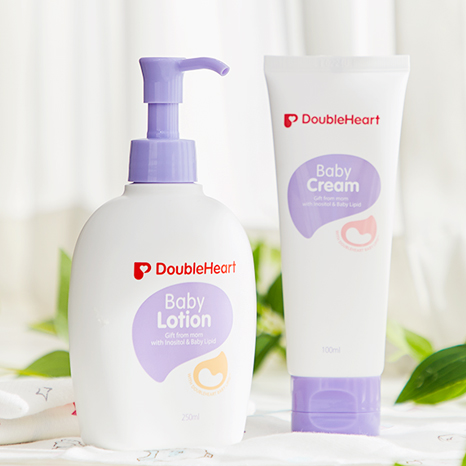 DoubleHeart
Baby
Lotion
Gift from mom
with Inositol & Baby Lipid
250ml
DoubleHeart
Baby
Cream
Gift from mom
with Inositol & Baby Lipid
100ml